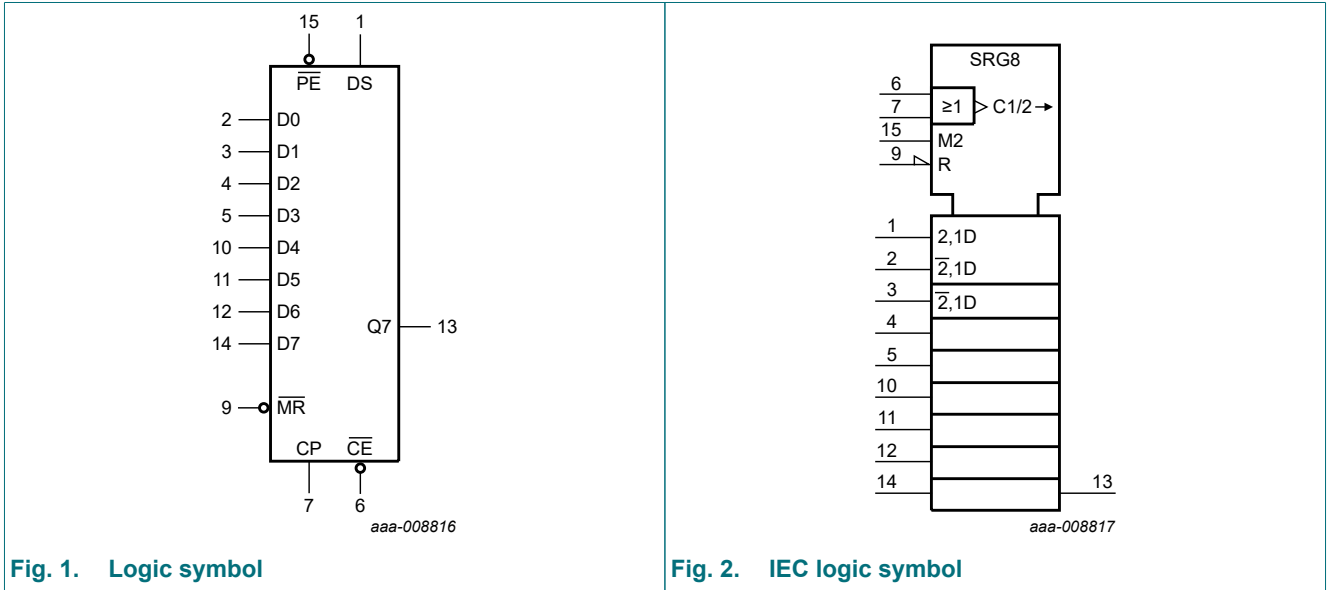 15 1
P̅E̅ DS
2 D0
3 D1
4 D2
5 D3
10 D4
11 D5
12 D6
14 D7
Q7 13
9 M̅R̅
CP C̅E̅
7 6
aaa-008816
Fig. 1. Logic symbol
SRG8
6
7 ≥1 C1/2→
15 M2
9 R
1 2,1D
2 2̅,1D
3 2̅,1D
4
5
10
11
12
14 13
aaa-008817
Fig. 2. IEC logic symbol